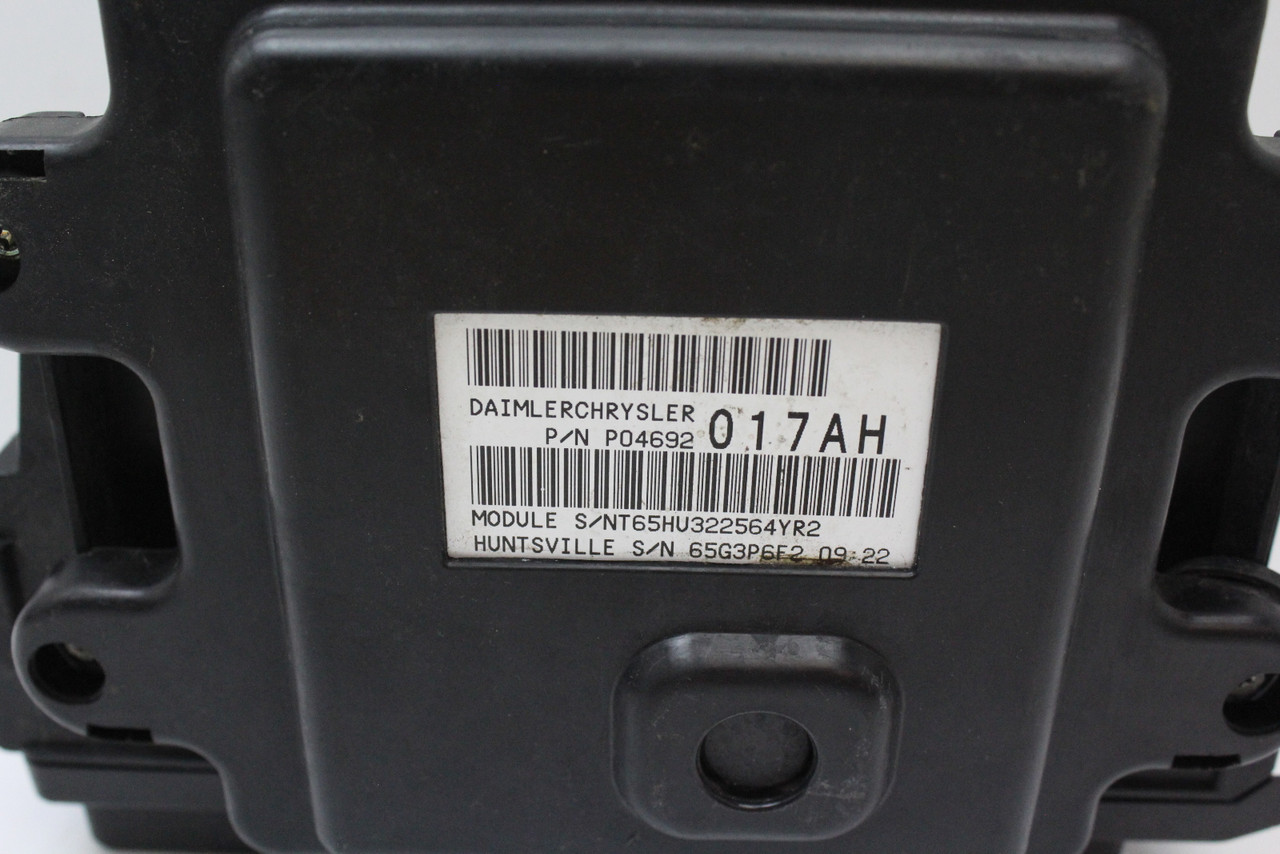 DAIMLERCHRYSLER
P/N P04692 017AH
MODULE S/NT65HU322564YR2
HUNTSVILLE S/N 65G3P6F2 09:22